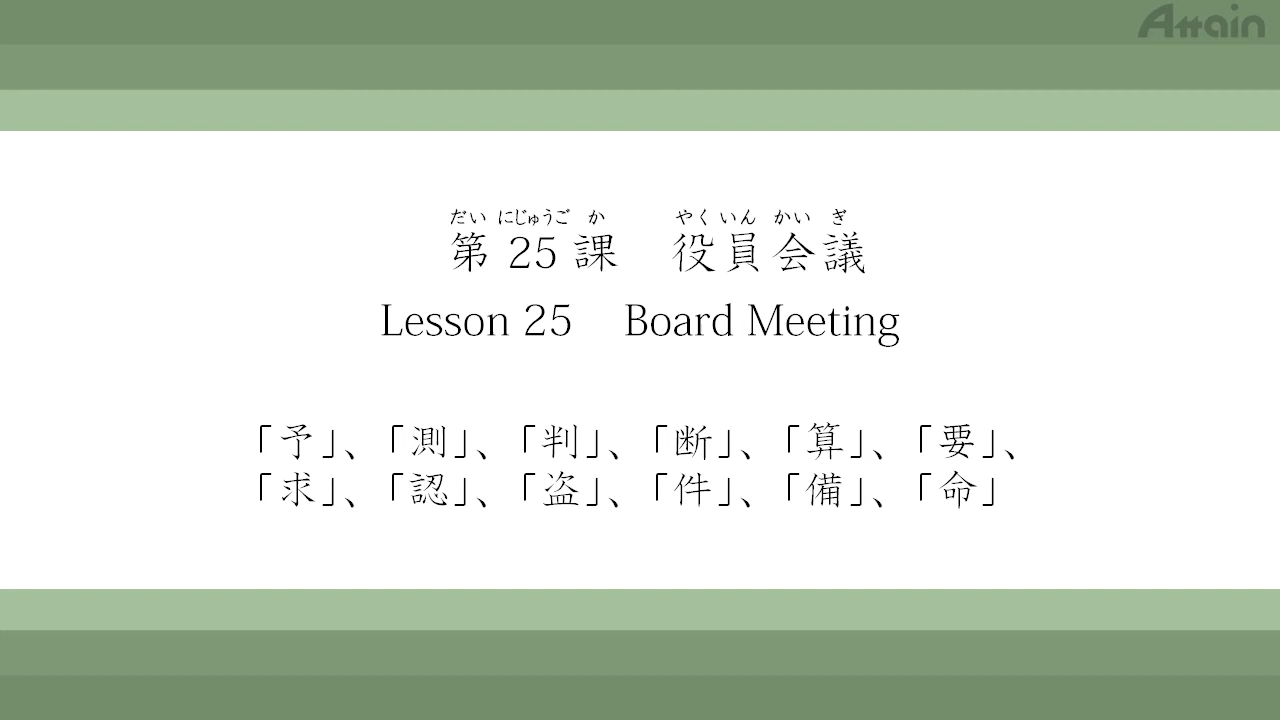 Attain
だい にじゅうご か やくいん かい ぎ
第 25 課 役員会議
Lesson 25 Board Meeting
「予」、「測」、「判」、「断」、「算」、「要」、
「求」、「認」、「盗」、「件」、「備」、「命」